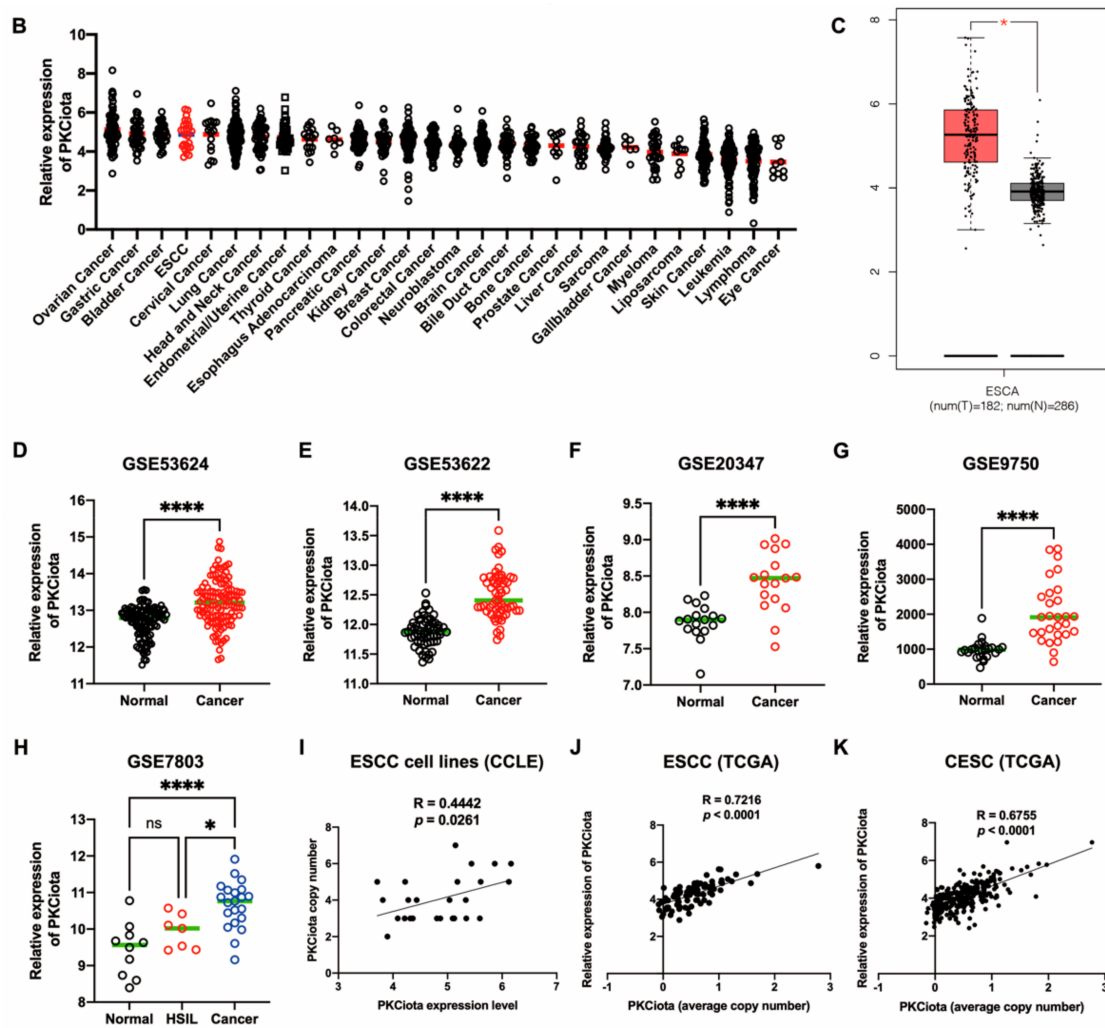 B
Relative expression
of PKCiota
10
8
6
4
2
0
Ovarian Cancer
Gastric Cancer
Bladder Cancer
ESCC
Cervical Cancer
Lung Cancer
Head and Neck Cancer
Endometrial/Uterine Cancer
Thyroid Cancer
Esophagus Adenocarcinoma
Pancreatic Cancer
Kidney Cancer
Breast Cancer
Colorectal Cancer
Neuroblastoma
Brain Cancer
Bile Duct Cancer
Bone Cancer
Prostate Cancer
Liver Cancer
Sarcoma
Gallbladder Cancer
Myeloma
Liposarcoma
Skin Cancer
Leukemia
Lymphoma
Eye Cancer
C
8
6
4
2
0
*
ESCA
(num(T)=182; num(N)=286)
D
GSE53624
****
Relative expression
of PKCiota
16
15
14
13
12
11
Normal Cancer
E
GSE53622
****
Relative expression
of PKCiota
14.0
13.5
13.0
12.5
12.0
11.5
11.0
Normal Cancer
F
GSE20347
****
Relative expression
of PKCiota
9.5
9.0
8.5
8.0
7.5
7.0
Normal Cancer
G
GSE9750
****
Relative expression
of PKCiota
5000
4000
3000
2000
1000
0
Normal Cancer
H
GSE7803
****
ns
*
Relative expression
of PKCiota
13
12
11
10
9
8
Normal HSIL Cancer
I
ESCC cell lines (CCLE)
R = 0.4442
p = 0.0261
PKCiota copy number
8
6
4
2
0
3 4 5 6 7
PKCiota expression level
J
ESCC (TCGA)
R = 0.7216
p < 0.0001
Relative expression of PKCiota
8
6
4
2
-1 0 1 2 3
PKCiota (average copy number)
K
CESC (TCGA)
R = 0.6755
p < 0.0001
Relative expression of PKCiota
8
6
4
2
-1 0 1 2 3
PKCiota (average copy number)